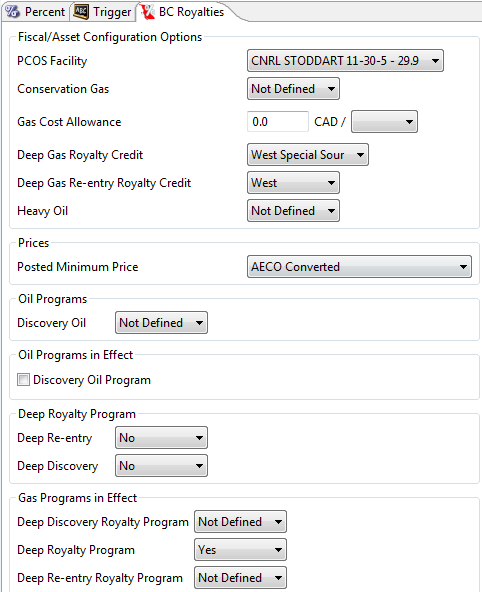 Percent ABC Trigger BC Royalties
Fiscal/Asset Configuration Options
PCOS Facility CNRL STODDART 11-30-5 - 29.9
Conservation Gas Not Defined
Gas Cost Allowance 0.0 CAD /
Deep Gas Royalty Credit West Special Sour
Deep Gas Re-entry Royalty Credit West
Heavy Oil Not Defined
Prices
Posted Minimum Price AECO Converted
Oil Programs
Discovery Oil Not Defined
Oil Programs in Effect
Discovery Oil Program
Deep Royalty Program
Deep Re-entry No
Deep Discovery No
Gas Programs in Effect
Deep Discovery Royalty Program Not Defined
Deep Royalty Program Yes
Deep Re-entry Royalty Program Not Defined